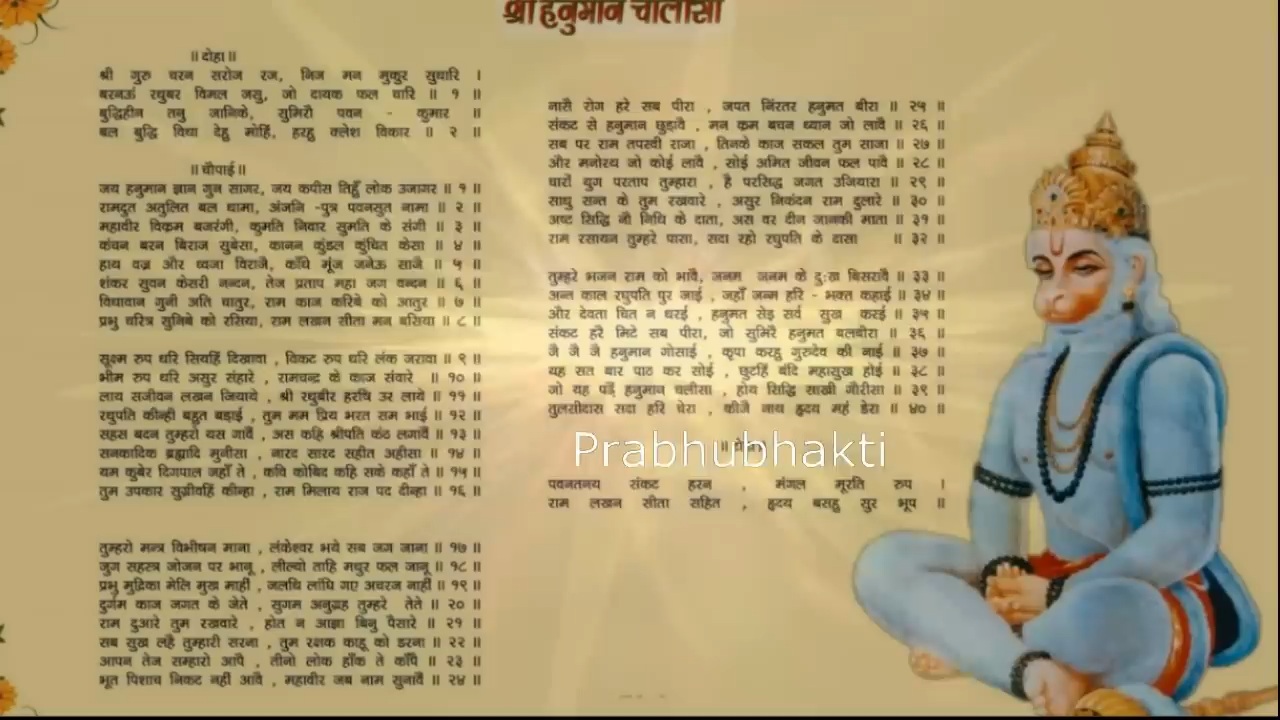 श्री हनुमान चालीसा
॥ दोहा ॥
श्री गुरु चरन सरोज रज, निज मन मुकुर सुधारि ।
बरनऊं रघुबर विमल जसु, जो दायक फल चारि ॥ १ ॥
बुद्धिहीन तनु जानिके, सुमिरौ पवन - कुमार ॥
बल बुद्धि विद्या देहु मोहिं, हरहु क्लेश विकार ॥ २ ॥
॥ चौपाई ॥
जय हनुमान ज्ञान गुन सागर, जय कपीस तिहुँ लोक उजागर ॥ १ ॥
रामदुत अतुलित बल धामा, अंजनि -पुत्र पवनसुत नामा ॥ २ ॥
महावीर विक्रम बजरंगी, कुमति निवार सुमति के संगी ॥ ३ ॥
कंचन बरन बिराज सुबेसा, कानन कुंडल कुंचित केसा ॥ ४ ॥
हाथ वज्र और ध्वजा विराजै, काँधे मूंज जनेऊ साजै ॥ ५ ॥
शंकर सुवन केसरी नन्दन, तेज प्रताप महा जग वन्दन ॥ ६ ॥
विद्यावान गुनी अति चातुर, राम काज करिबे को आतुर ॥ ७ ॥
प्रभु चरित्र सुनिबे को रसिया, राम लखन सीता मन बसिया ॥ ८ ॥
सूक्ष्म रुप धरि सियहिं दिखावा , विकट रुप धरि लंक जरावा ॥ ९ ॥
भीम रुप धरि असुर संहारे , रामचन्द्र के काज संवारे ॥ १० ॥
लाय सजीवन लखन जियाये , श्री रघुबीर हरषि उर लाये ॥ ११ ॥
रघुपति कीन्ही बहुत बड़ाई , तुम मम प्रिय भरत सम भाई ॥ १२ ॥
सहस बदन तुम्हरो यस गावैं , अस कहि श्रीपति कंठ लगावैं ॥ १३ ॥
सनकादिक ब्रह्मादि मुनीसा , नारद सारद सहीत अहीसा ॥ १४ ॥
यम कुबेर दिगपाल जहाँ ते , कवि कोबिद कहि सके कहाँ ते ॥ १५ ॥
तुम उपकार सुग्रीवहिं कीन्हा , राम मिलाय राज पद दीन्हा ॥ १६ ॥
तुम्हरो मन्त्र विभीषन माना , लंकेश्वर भये सब जग जाना ॥ १७ ॥
जुग सहस्त्र जोजन पर भानू , लील्यो ताहि मधुर फल जानू ॥ १८ ॥
प्रभु मुद्रिका मेलि मुख माहीं , जलधि लांघि गए अचरज नाहीं ॥ १९ ॥
दुर्गम काज जगत के जेते , सुगम अनुग्रह तुम्हरे तेते ॥ २० ॥
राम दुआरे तुम रखवारे , होत न आज्ञा बिनु पैसारे ॥ २१ ॥
सब सुख लहै तुम्हारी सरना , तुम रक्षक काहू को डरना ॥ २२ ॥
आपन तेज सम्हारो आपै , तीनो लोक हाँक ते काँपै ॥ २३ ॥
भूत पिशाच निकट नहीं आवै , महावीर जब नाम सुनावैं ॥ २४ ॥
नासै रोग हरे सब पीरा , जपत निंरतर हनुमत बीरा ॥ २५ ॥
संकट से हनुमान छुड़ावै , मन क्रम बचन ध्यान जो लावै ॥ २६ ॥
सब पर राम तपस्वी राजा , तिनके काज सकल तुम साजा ॥ २७ ॥
और मनोरथ जो कोई लावै , सोई अमित जीवन फल पावै ॥ २८ ॥
चारों युग परताप तुम्हारा , है परसिद्ध जगत उजियारा ॥ २९ ॥
साधु सन्त के तुम रखवारे , असुर निकंदन राम दुलारे ॥ ३० ॥
अष्ट सिद्धि नौ निधि के दाता, अस वर दीन जानकी माता ॥ ३१ ॥
राम रसायन तुम्हरे पासा, सदा रहो रघुपति के दासा ॥ ३२ ॥
तुम्हरे भजन राम को भावै, जनम जनम के दुःख बिसरावै ॥ ३३ ॥
अन्त काल रघुपति पुर जाई , जहाँ जन्म हरि - भक्त कहाई ॥ ३४ ॥
और देवता चित न धरई , हनुमत सेइ सर्व सुख करई ॥ ३५ ॥
संकट हरै मिटे सब पीरा, जो सुमिरै हनुमत बलबीरा ॥ ३६ ॥
जै जै जै हनुमान गोसाई , कृपा करहु गुरुदेव की नाई ॥ ३७ ॥
यह सत बार पाठ कर सोई , छुटहिं बंदि महासुख होई ॥ ३८ ॥
जो यह पढ़ैं हनुमान चलीसा , होय सिद्धि साखी गौरीसा ॥ ३९ ॥
तुलसीदास सदा हरि चेरा , कीजै नाथ हृदय महं डेरा ॥ ४० ॥
॥ दोहा ॥
Prabhubhakti
पवनतनय संकट हरन , मंगल मूरति रुप ।
राम लखन सीता सहित , हृदय बसहु सुर भूप ॥